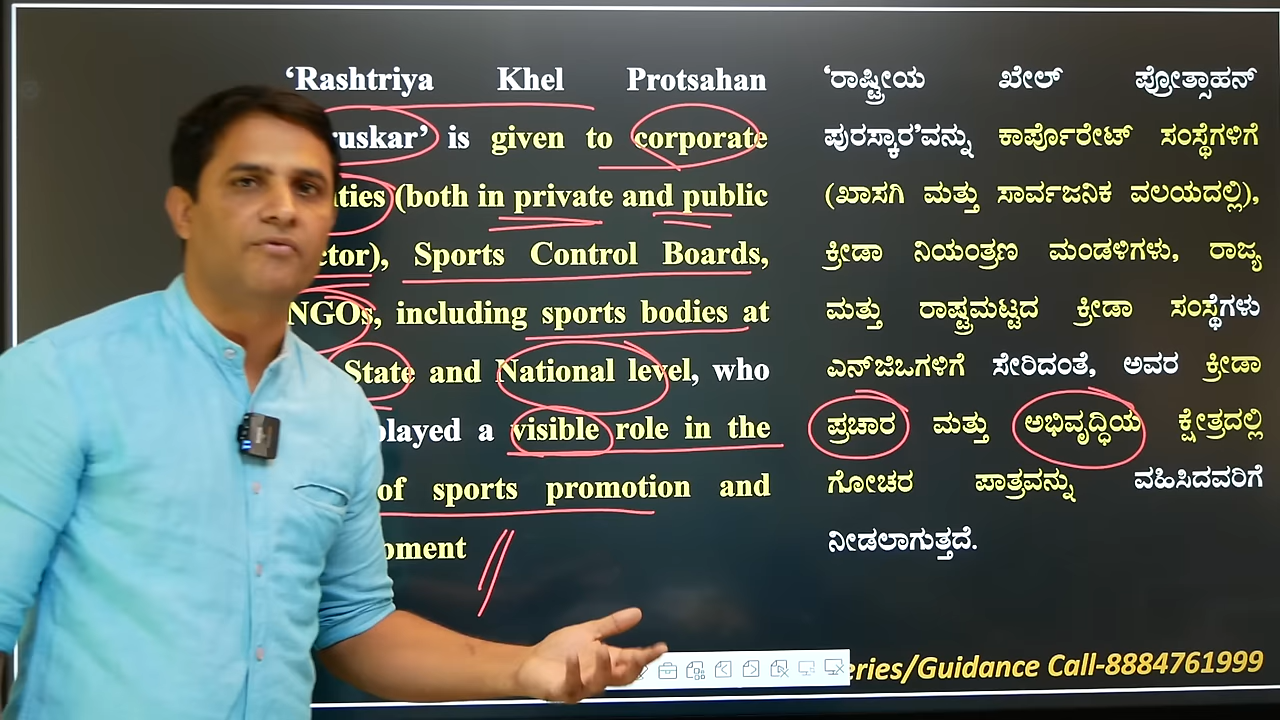 ‘Rashtriya Khel Protsahan
ruskar’ is given to corporate
ties (both in private and public
ctor), Sports Control Boards,
NGOs, including sports bodies at
State and National level, who
played a visible role in the
of sports promotion and
pment
‘ರಾಷ್ಟ್ರೀಯ ಖೇಲ್ ಪ್ರೋತ್ಸಾಹನ್
ಪುರಸ್ಕಾರ’ವನ್ನು ಕಾರ್ಪೊರೇಟ್ ಸಂಸ್ಥೆಗಳಿಗೆ
(ಖಾಸಗಿ ಮತ್ತು ಸಾರ್ವಜನಿಕ ವಲಯದಲ್ಲಿ),
ಕ್ರೀಡಾ ನಿಯಂತ್ರಣ ಮಂಡಳಿಗಳು, ರಾಜ್ಯ
ಮತ್ತು ರಾಷ್ಟ್ರಮಟ್ಟದ ಕ್ರೀಡಾ ಸಂಸ್ಥೆಗಳು
ಎನ್‌ಜಿಒಗಳಿಗೆ ಸೇರಿದಂತೆ, ಅವರ ಕ್ರೀಡಾ
ಪ್ರಚಾರ ಮತ್ತು ಅಭಿವೃದ್ಧಿಯ ಕ್ಷೇತ್ರದಲ್ಲಿ
ಗೋಚರ ಪಾತ್ರವನ್ನು ವಹಿಸಿದವರಿಗೆ
ನೀಡಲಾಗುತ್ತದೆ.
eries/Guidance Call-8884761999